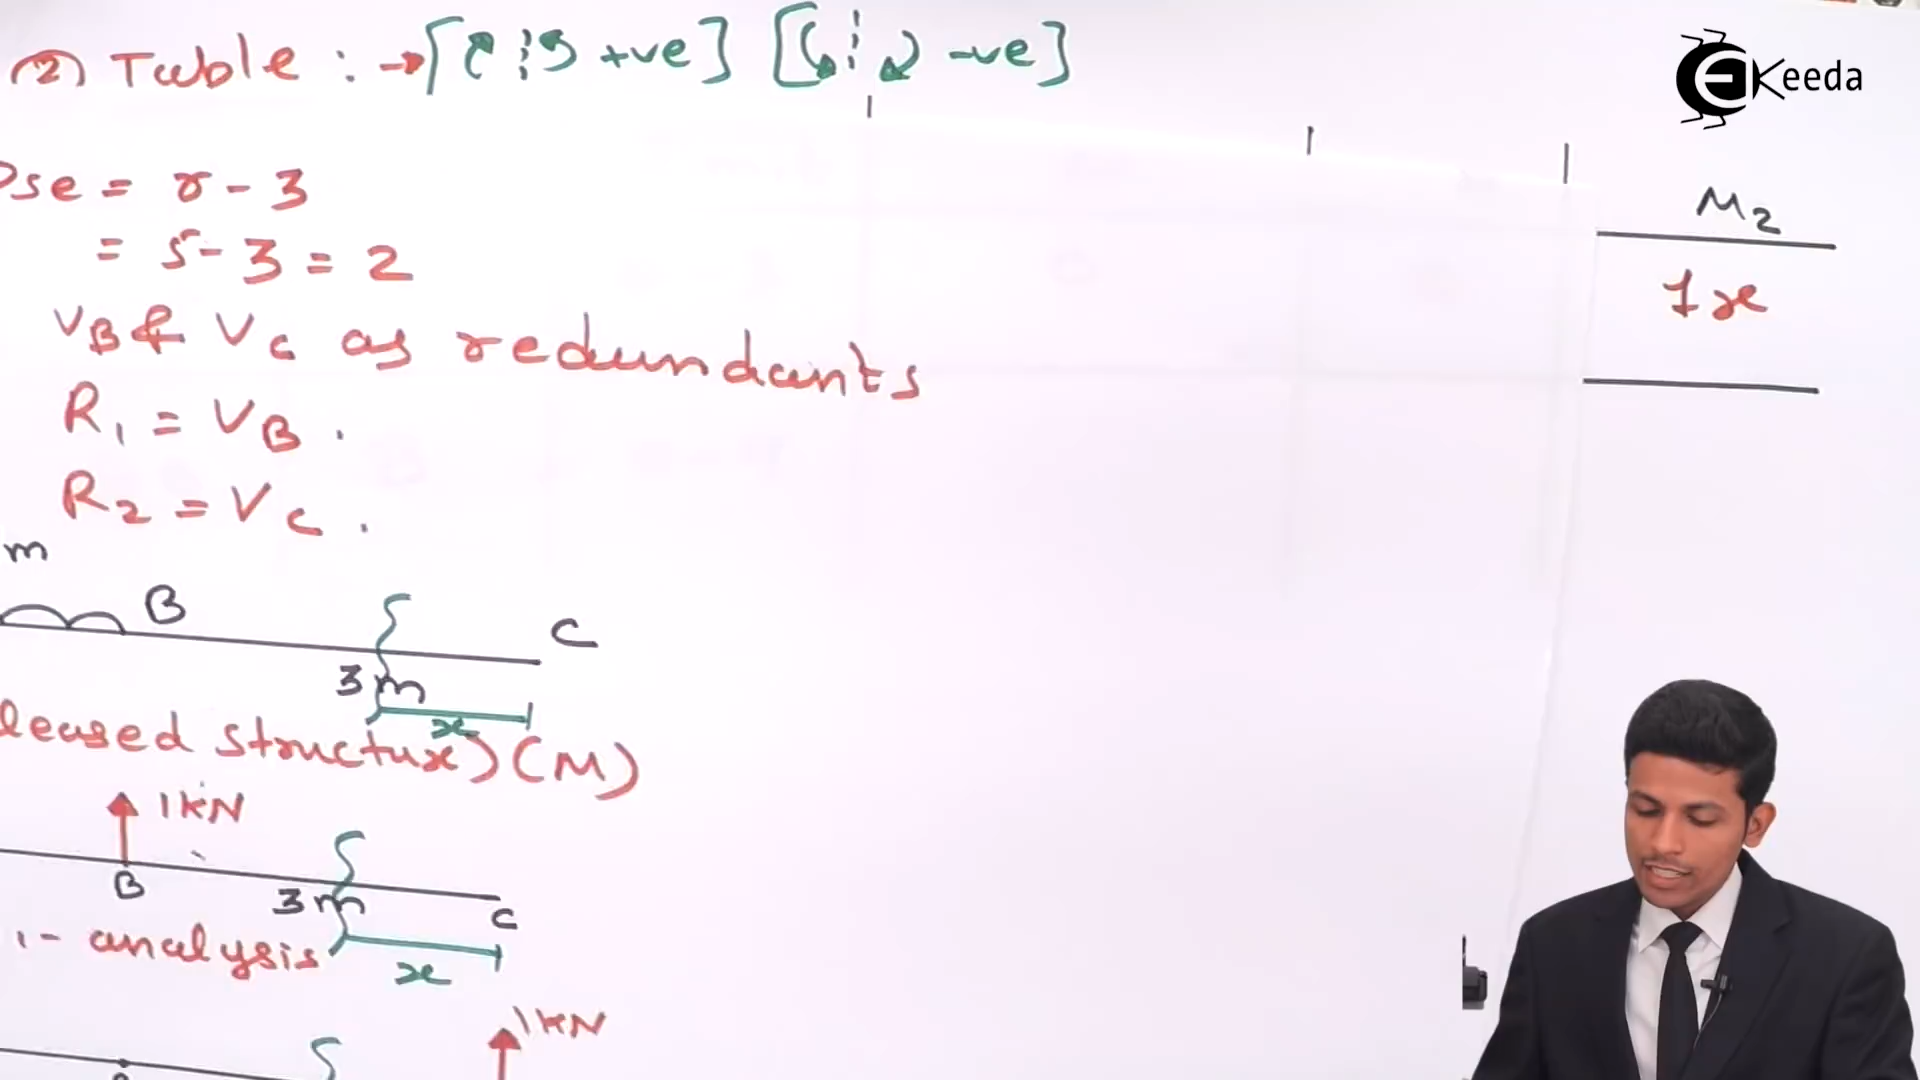 (2) Table : → [ +ve ] [ -ve ]
Keeda
Dse = r - 3
= 5 - 3 = 2
VB & Vc as redundants
R1 = VB .
R2 = Vc .
M2
1x
m
B
C
3m
x
leased structure) (M)
1kN
B
3m
C
1 - analysis
x
1kN